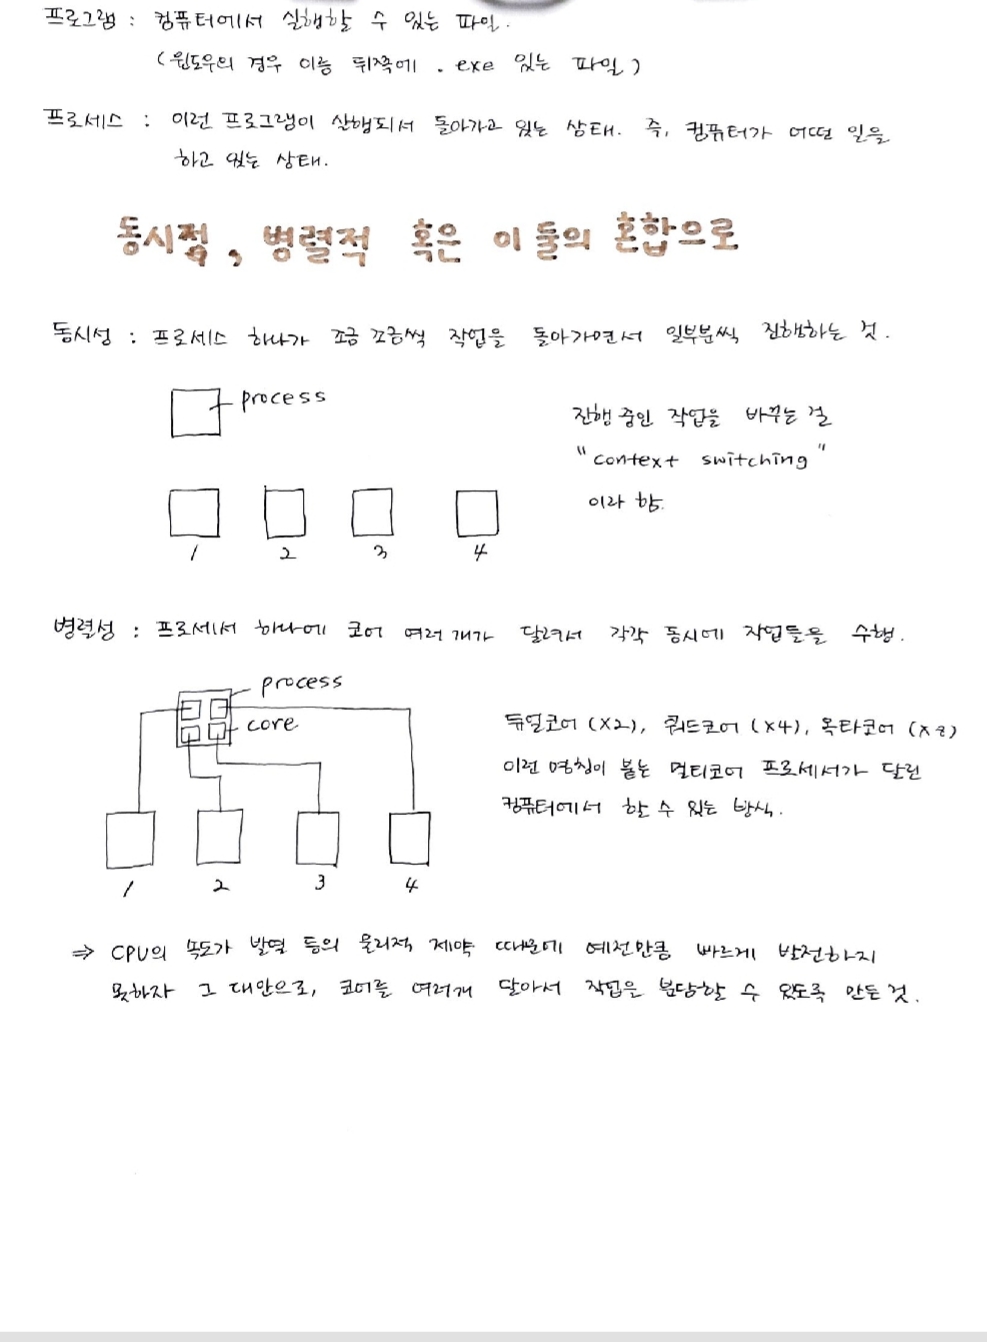 프로그램 : 컴퓨터에서 실행할 수 있는 파일.
(윈도우의 경우 이름 뒤쪽에 .exe 있는 파일)
프로세스 : 이런 프로그램이 실행되서 돌아가고 있는 상태. 즉, 컴퓨터가 어떤 일을
하고 있는 상태.
동시적, 병렬적 혹은 이 둘의 혼합으로
동시성 : 프로세스 하나가 조금 조금씩 작업을 돌아가면서 일부분씩 진행하는 것.
process
진행 중인 작업을 바꾸는 걸
"context switching"
이라 함.
1 2 3 4
병렬성 : 프로세서 하나에 코어 여러 개가 달려서 각각 동시에 작업들을 수행.
process
core
듀얼코어 (x2), 쿼드코어 (x4), 옥타코어 (x8)
이런 명칭이 붙는 멀티코어 프로세서가 달린
컴퓨터에서 할 수 있는 방식.
1 2 3 4
⇒ CPU의 속도가 발열 등의 물리적 제약 때문에 예전만큼 빠르게 발전하지
못하자 그 대안으로, 코어를 여러개 달아서 작업을 분담할 수 있도록 만든 것.